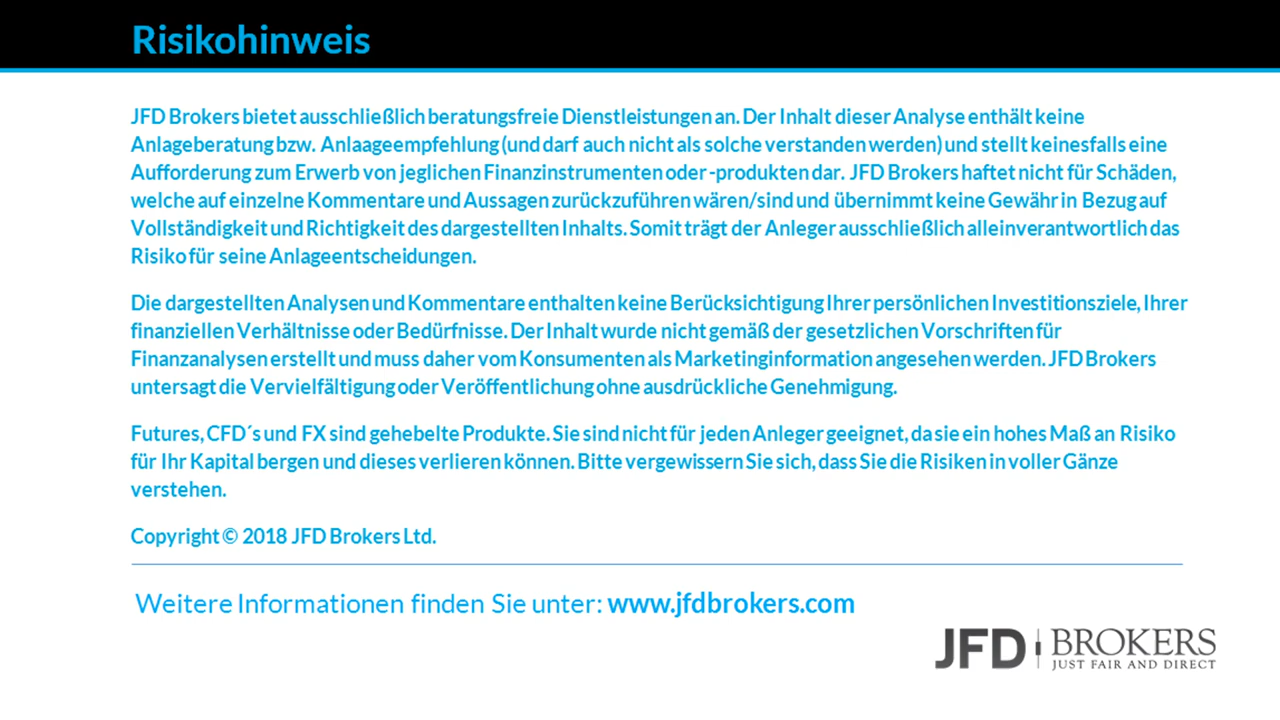 Risikohinweis
JFD Brokers bietet ausschließlich beratungsfreie Dienstleistungen an. Der Inhalt dieser Analyse enthält keine
Anlageberatung bzw. Anlaageempfehlung (und darf auch nicht als solche verstanden werden) und stellt keinesfalls eine
Aufforderung zum Erwerb von jeglichen Finanzinstrumenten oder -produkten dar. JFD Brokers haftet nicht für Schäden,
welche auf einzelne Kommentare und Aussagen zurückzuführen wären/sind und übernimmt keine Gewähr in Bezug auf
Vollständigkeit und Richtigkeit des dargestellten Inhalts. Somit trägt der Anleger ausschließlich alleinverantwortlich das
Risiko für seine Anlageentscheidungen.
Die dargestellten Analysen und Kommentare enthalten keine Berücksichtigung Ihrer persönlichen Investitionsziele, Ihrer
finanziellen Verhältnisse oder Bedürfnisse. Der Inhalt wurde nicht gemäß der gesetzlichen Vorschriften für
Finanzanalysen erstellt und muss daher vom Konsumenten als Marketinginformation angesehen werden. JFD Brokers
untersagt die Vervielfältigung oder Veröffentlichung ohne ausdrückliche Genehmigung.
Futures, CFD´s und FX sind gehebelte Produkte. Sie sind nicht für jeden Anleger geeignet, da sie ein hohes Maß an Risiko
für Ihr Kapital bergen und dieses verlieren können. Bitte vergewissern Sie sich, dass Sie die Risiken in voller Gänze
verstehen.
Copyright © 2018 JFD Brokers Ltd.
Weitere Informationen finden Sie unter: www.jfdbrokers.com
JFD BROKERS
JUST FAIR AND DIRECT